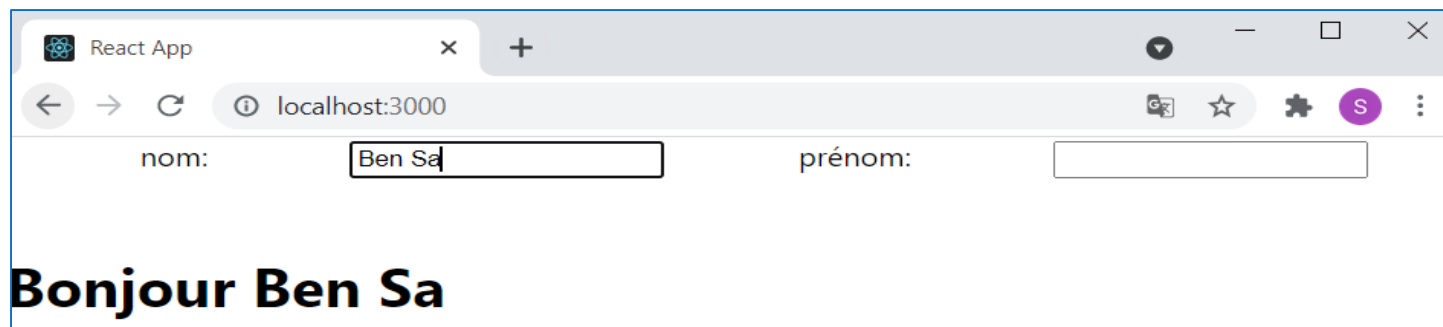 React App
localhost:3000
S
nom: Ben Sa prénom:
Bonjour Ben Sa